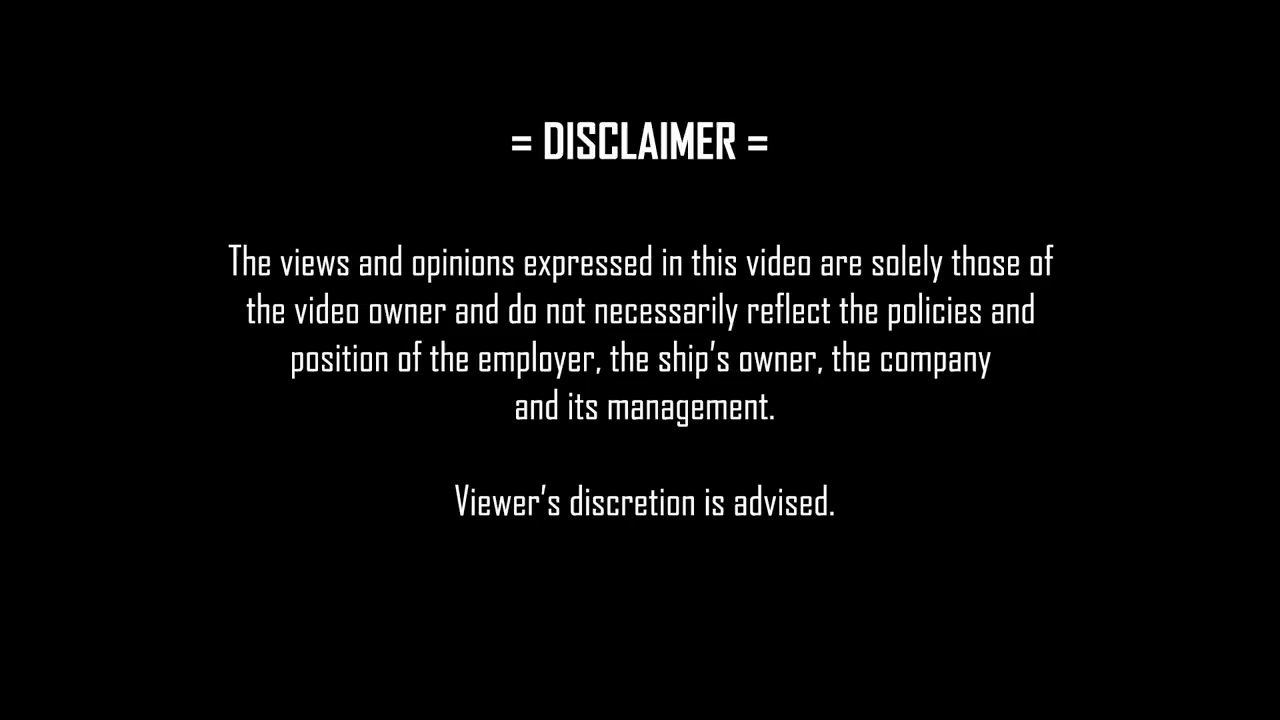 = DISCLAIMER =
The views and opinions expressed in this video are solely those of
the video owner and do not necessarily reflect the policies and
position of the employer, the ship's owner, the company
and its management.
Viewer's discretion is advised.